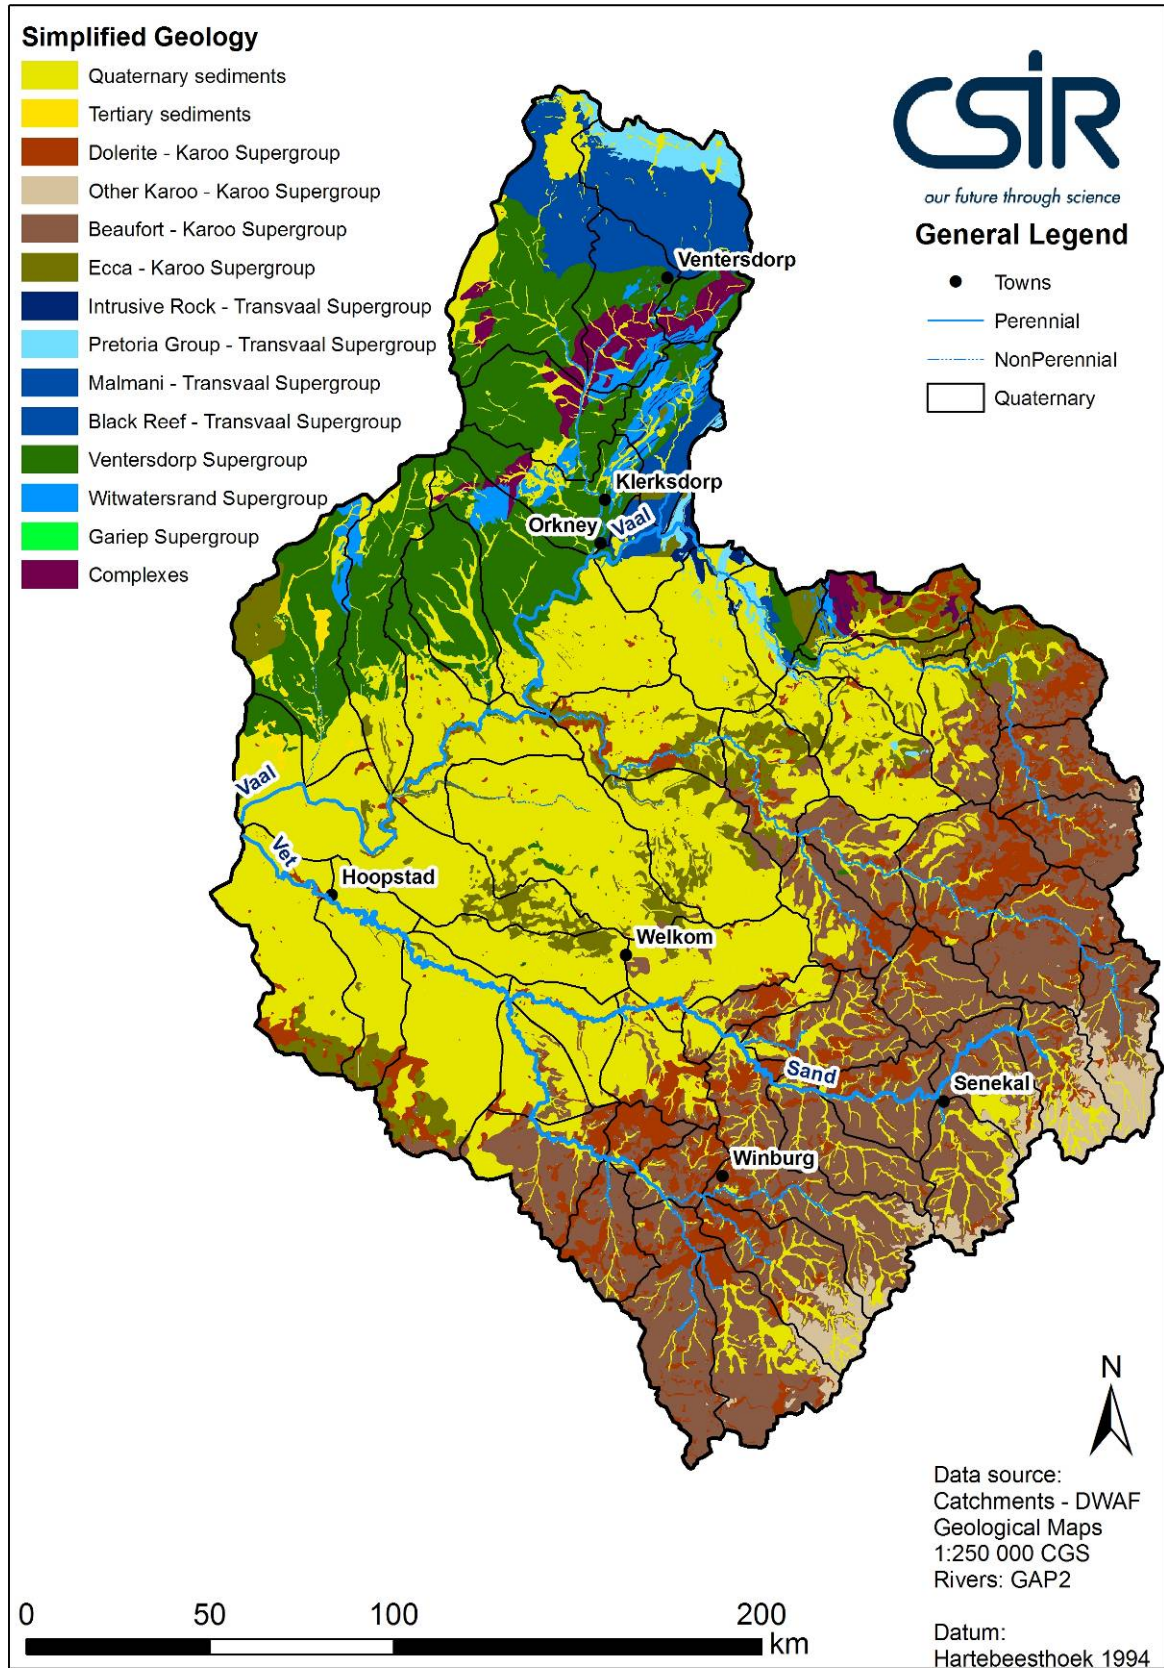 Simplified Geology
Quaternary sediments
Tertiary sediments
Dolerite - Karoo Supergroup
Other Karoo - Karoo Supergroup
Beaufort - Karoo Supergroup
Ecca - Karoo Supergroup
Intrusive Rock - Transvaal Supergroup
Pretoria Group - Transvaal Supergroup
Malmani - Transvaal Supergroup
Black Reef - Transvaal Supergroup
Ventersdorp Supergroup
Witwatersrand Supergroup
Gariep Supergroup
Complexes
CSIR
our future through science
General Legend
Towns
Perennial
NonPerennial
Quaternary
Ventersdorp
Klerksdorp
Orkney
Vaal
Vaal
Vet
Hoopstad
Welkom
Sand
Senekal
Winburg
N
Data source:
Catchments - DWAF
Geological Maps
1:250 000 CGS
Rivers: GAP2
Datum:
Hartebeesthoek 1994
0 50 100 200
km